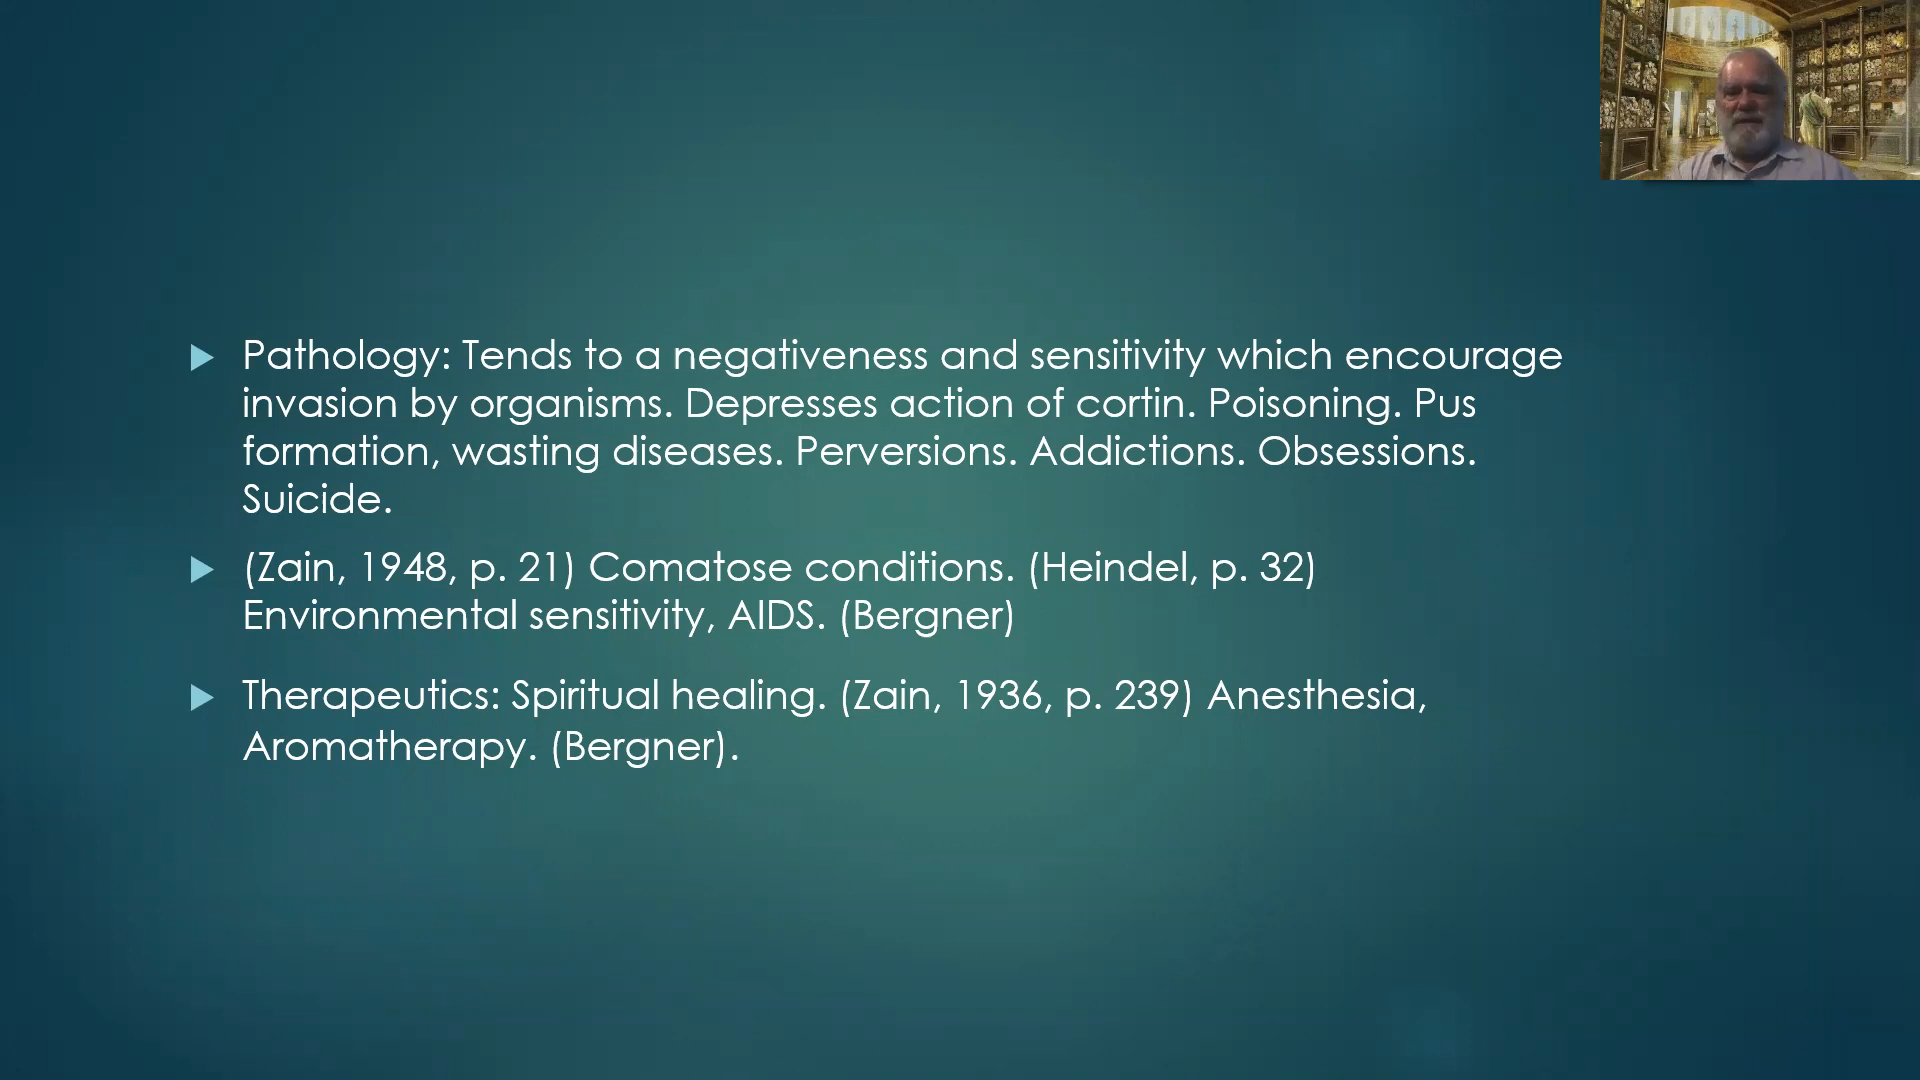 Pathology: Tends to a negativeness and sensitivity which encourage
invasion by organisms. Depresses action of cortin. Poisoning. Pus
formation, wasting diseases. Perversions. Addictions. Obsessions.
Suicide.
(Zain, 1948, p. 21) Comatose conditions. (Heindel, p. 32)
Environmental sensitivity, AIDS. (Bergner)
Therapeutics: Spiritual healing. (Zain, 1936, p. 239) Anesthesia,
Aromatherapy. (Bergner).